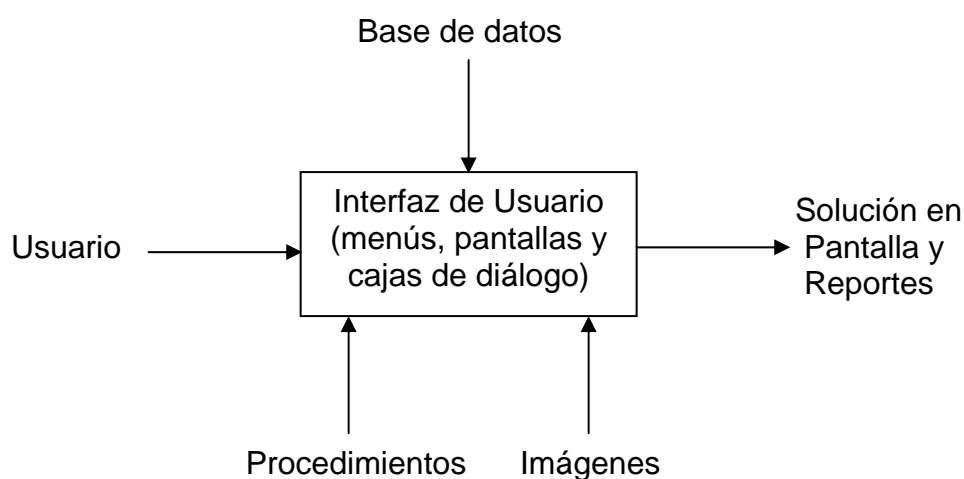 Base de datos
Usuario
Interfaz de Usuario
(menús, pantallas y
cajas de diálogo)
Solución en
Pantalla y
Reportes
Procedimientos
Imágenes